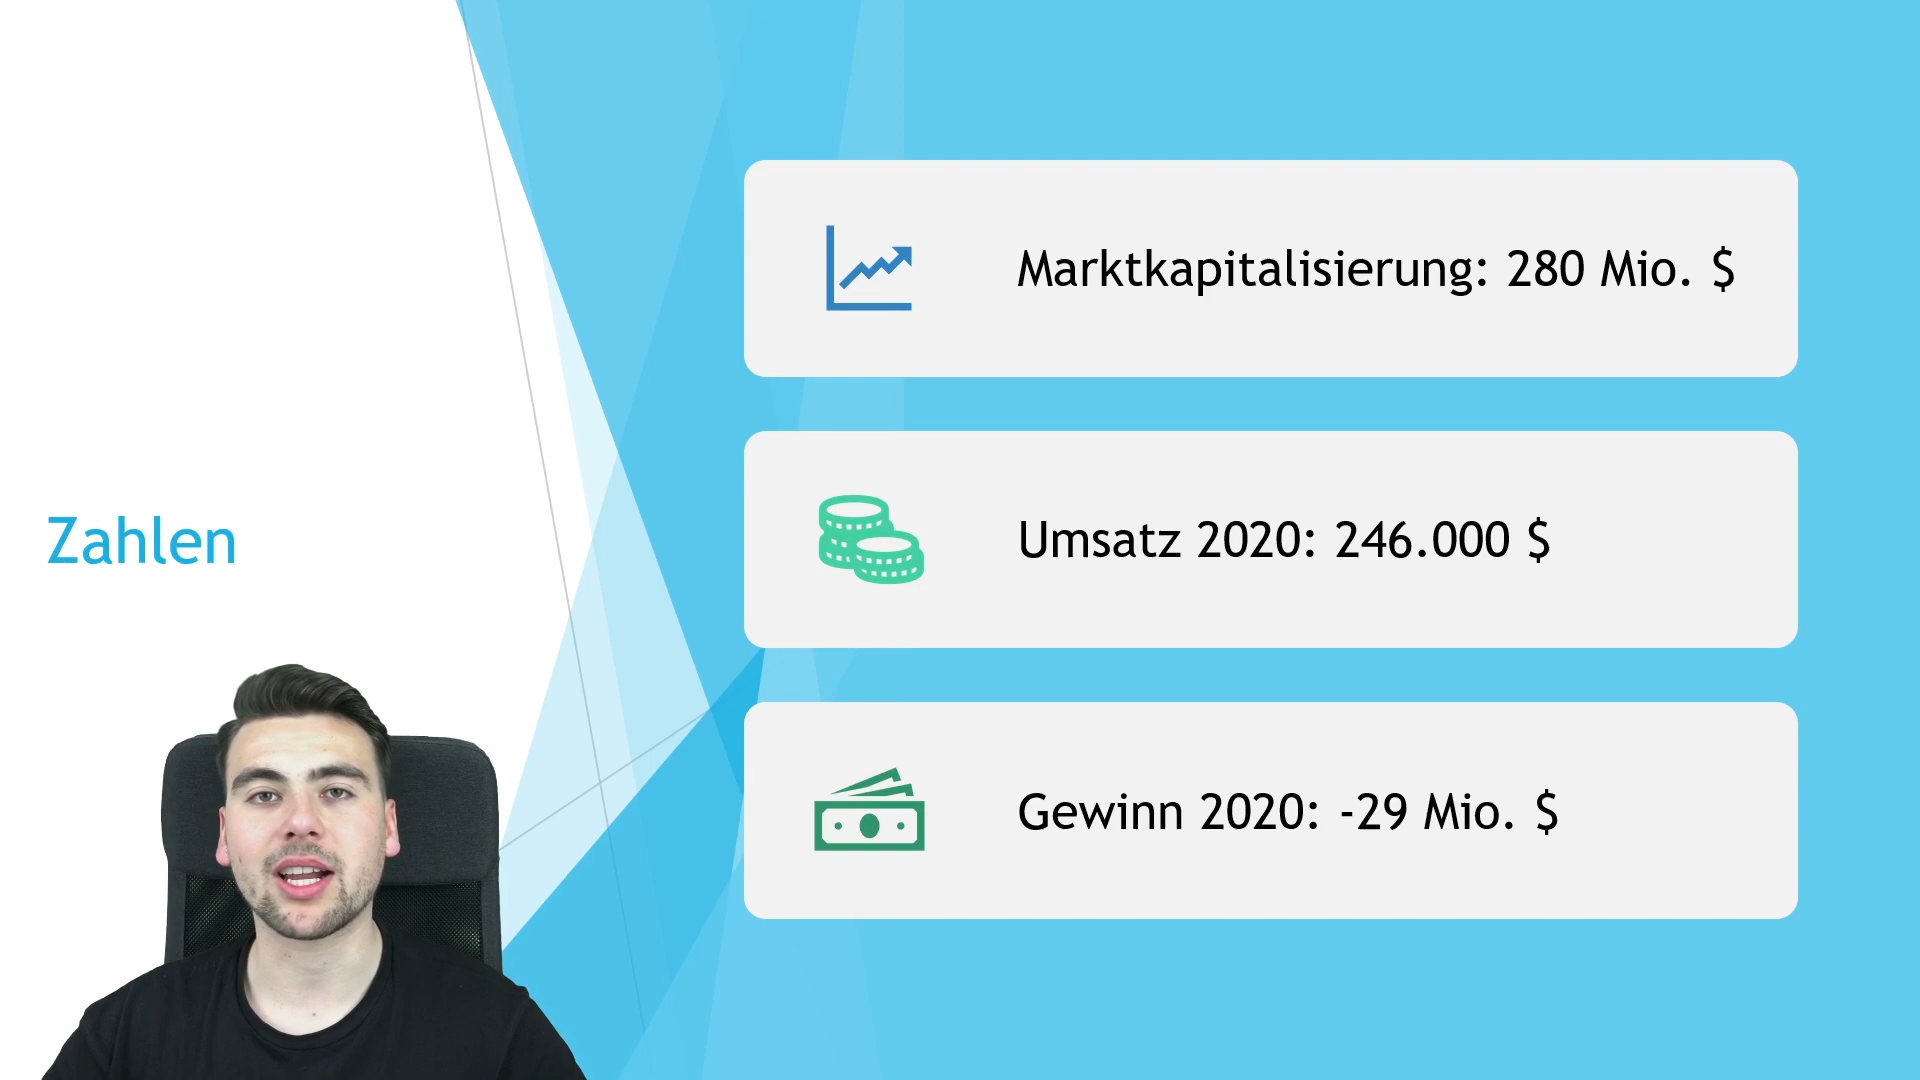 Zahlen
Marktkapitalisierung: 280 Mio. $
Umsatz 2020: 246.000 $
Gewinn 2020: -29 Mio. $